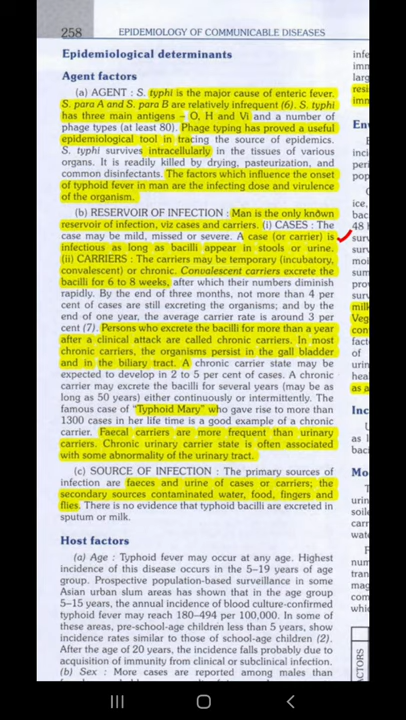 258
EPIDEMIOLOGY OF COMMUNICABLE DISEASES
Epidemiological determinants
Agent factors
(a) AGENT : S. typhi is the major cause of enteric fever.
S. para A and S. para B are relatively infrequent (6). S. typhi
has three main antigens – O, H and Vi and a number of
phage types (at least 80). Phage typing has proved a useful
epidemiological tool in tracing the source of epidemics.
S. typhi survives intracellularly in the tissues of various
organs. It is readily killed by drying, pasteurization, and
common disinfectants. The factors which influence the onset
of typhoid fever in man are the infecting dose and virulence
of the organism.
(b) RESERVOIR OF INFECTION : Man is the only known
reservoir of infection, viz cases and carriers. (i) CASES : The
case may be mild, missed or severe. A case (or carrier) is
infectious as long as bacilli appear in stools or urine.
(ii) CARRIERS : The carriers may be temporary (incubatory,
convalescent) or chronic. Convalescent carriers excrete the
bacilli for 6 to 8 weeks, after which their numbers diminish
rapidly. By the end of three months, not more than 4 per
cent of cases are still excreting the organisms; and by the
end of one year, the average carrier rate is around 3 per
cent (7). Persons who excrete the bacilli for more than a year
after a clinical attack are called chronic carriers. In most
chronic carriers, the organisms persist in the gall bladder
and in the biliary tract. A chronic carrier state may be
expected to develop in 2 to 5 per cent of cases. A chronic
carrier may excrete the bacilli for several years (may be as
long as 50 years) either continuously or intermittently. The
famous case of "Typhoid Mary" who gave rise to more than
1300 cases in her life time is a good example of a chronic
carrier. Faecal carriers are more frequent than urinary
carriers. Chronic urinary carrier state is often associated
with some abnormality of the urinary tract.
(c) SOURCE OF INFECTION : The primary sources of
infection are faeces and urine of cases or carriers; the
secondary sources contaminated water, food, fingers and
flies. There is no evidence that typhoid bacilli are excreted in
sputum or milk.
Host factors
(a) Age : Typhoid fever may occur at any age. Highest
incidence of this disease occurs in the 5–19 years of age
group. Prospective population-based surveillance in some
Asian urban slum areas has shown that in the age group
5–15 years, the annual incidence of blood culture-confirmed
typhoid fever may reach 180–494 per 100,000. In some of
these areas, pre-school-age children less than 5 years, show
incidence rates similar to those of school-age children (2).
After the age of 20 years, the incidence falls probably due to
acquisition of immunity from clinical or subclinical infection.
(b) Sex : More cases are reported among males than